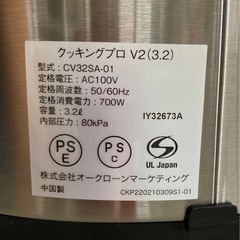 クッキングプロ V2(3.2)
型式：CV32SA-01
定格電圧：AC100V
定格周波数：50/60Hz
定格消費電力：700W
容量：3.2ℓ
内部圧力：80kPa
IY32673A
PS
E
PS
C
UL
UL Japan
株式会社オークローンマーケティング
中国製
CKP220210309S1-01